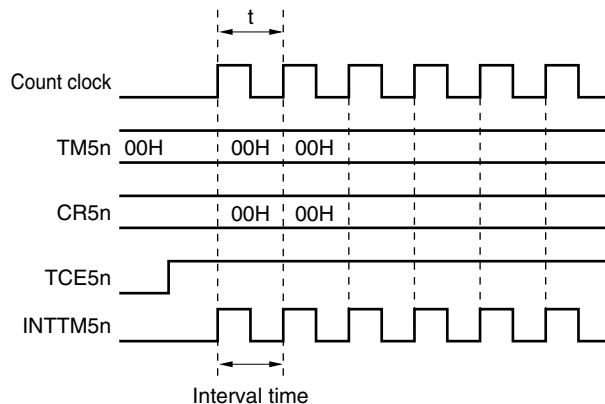 t
Count clock
TM5n 00H 00H 00H
CR5n 00H 00H
TCE5n
INTTM5n
Interval time